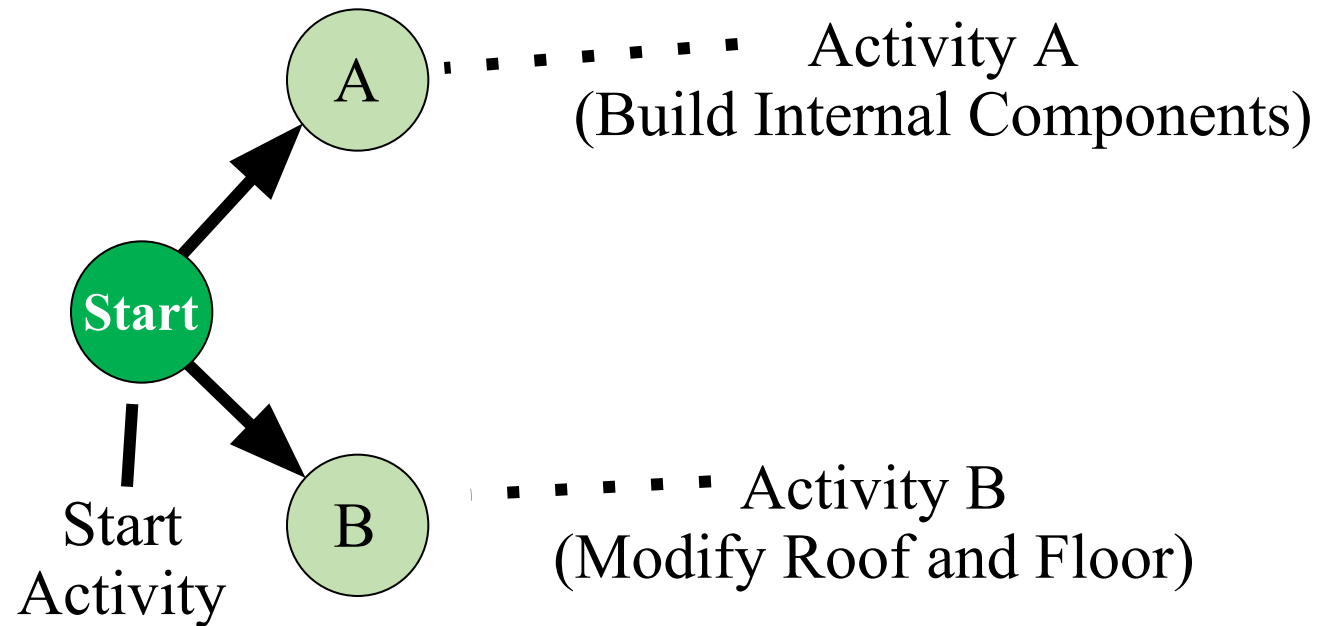 A
Activity A
(Build Internal Components)
Start
Start
Activity
B
Activity B
(Modify Roof and Floor)